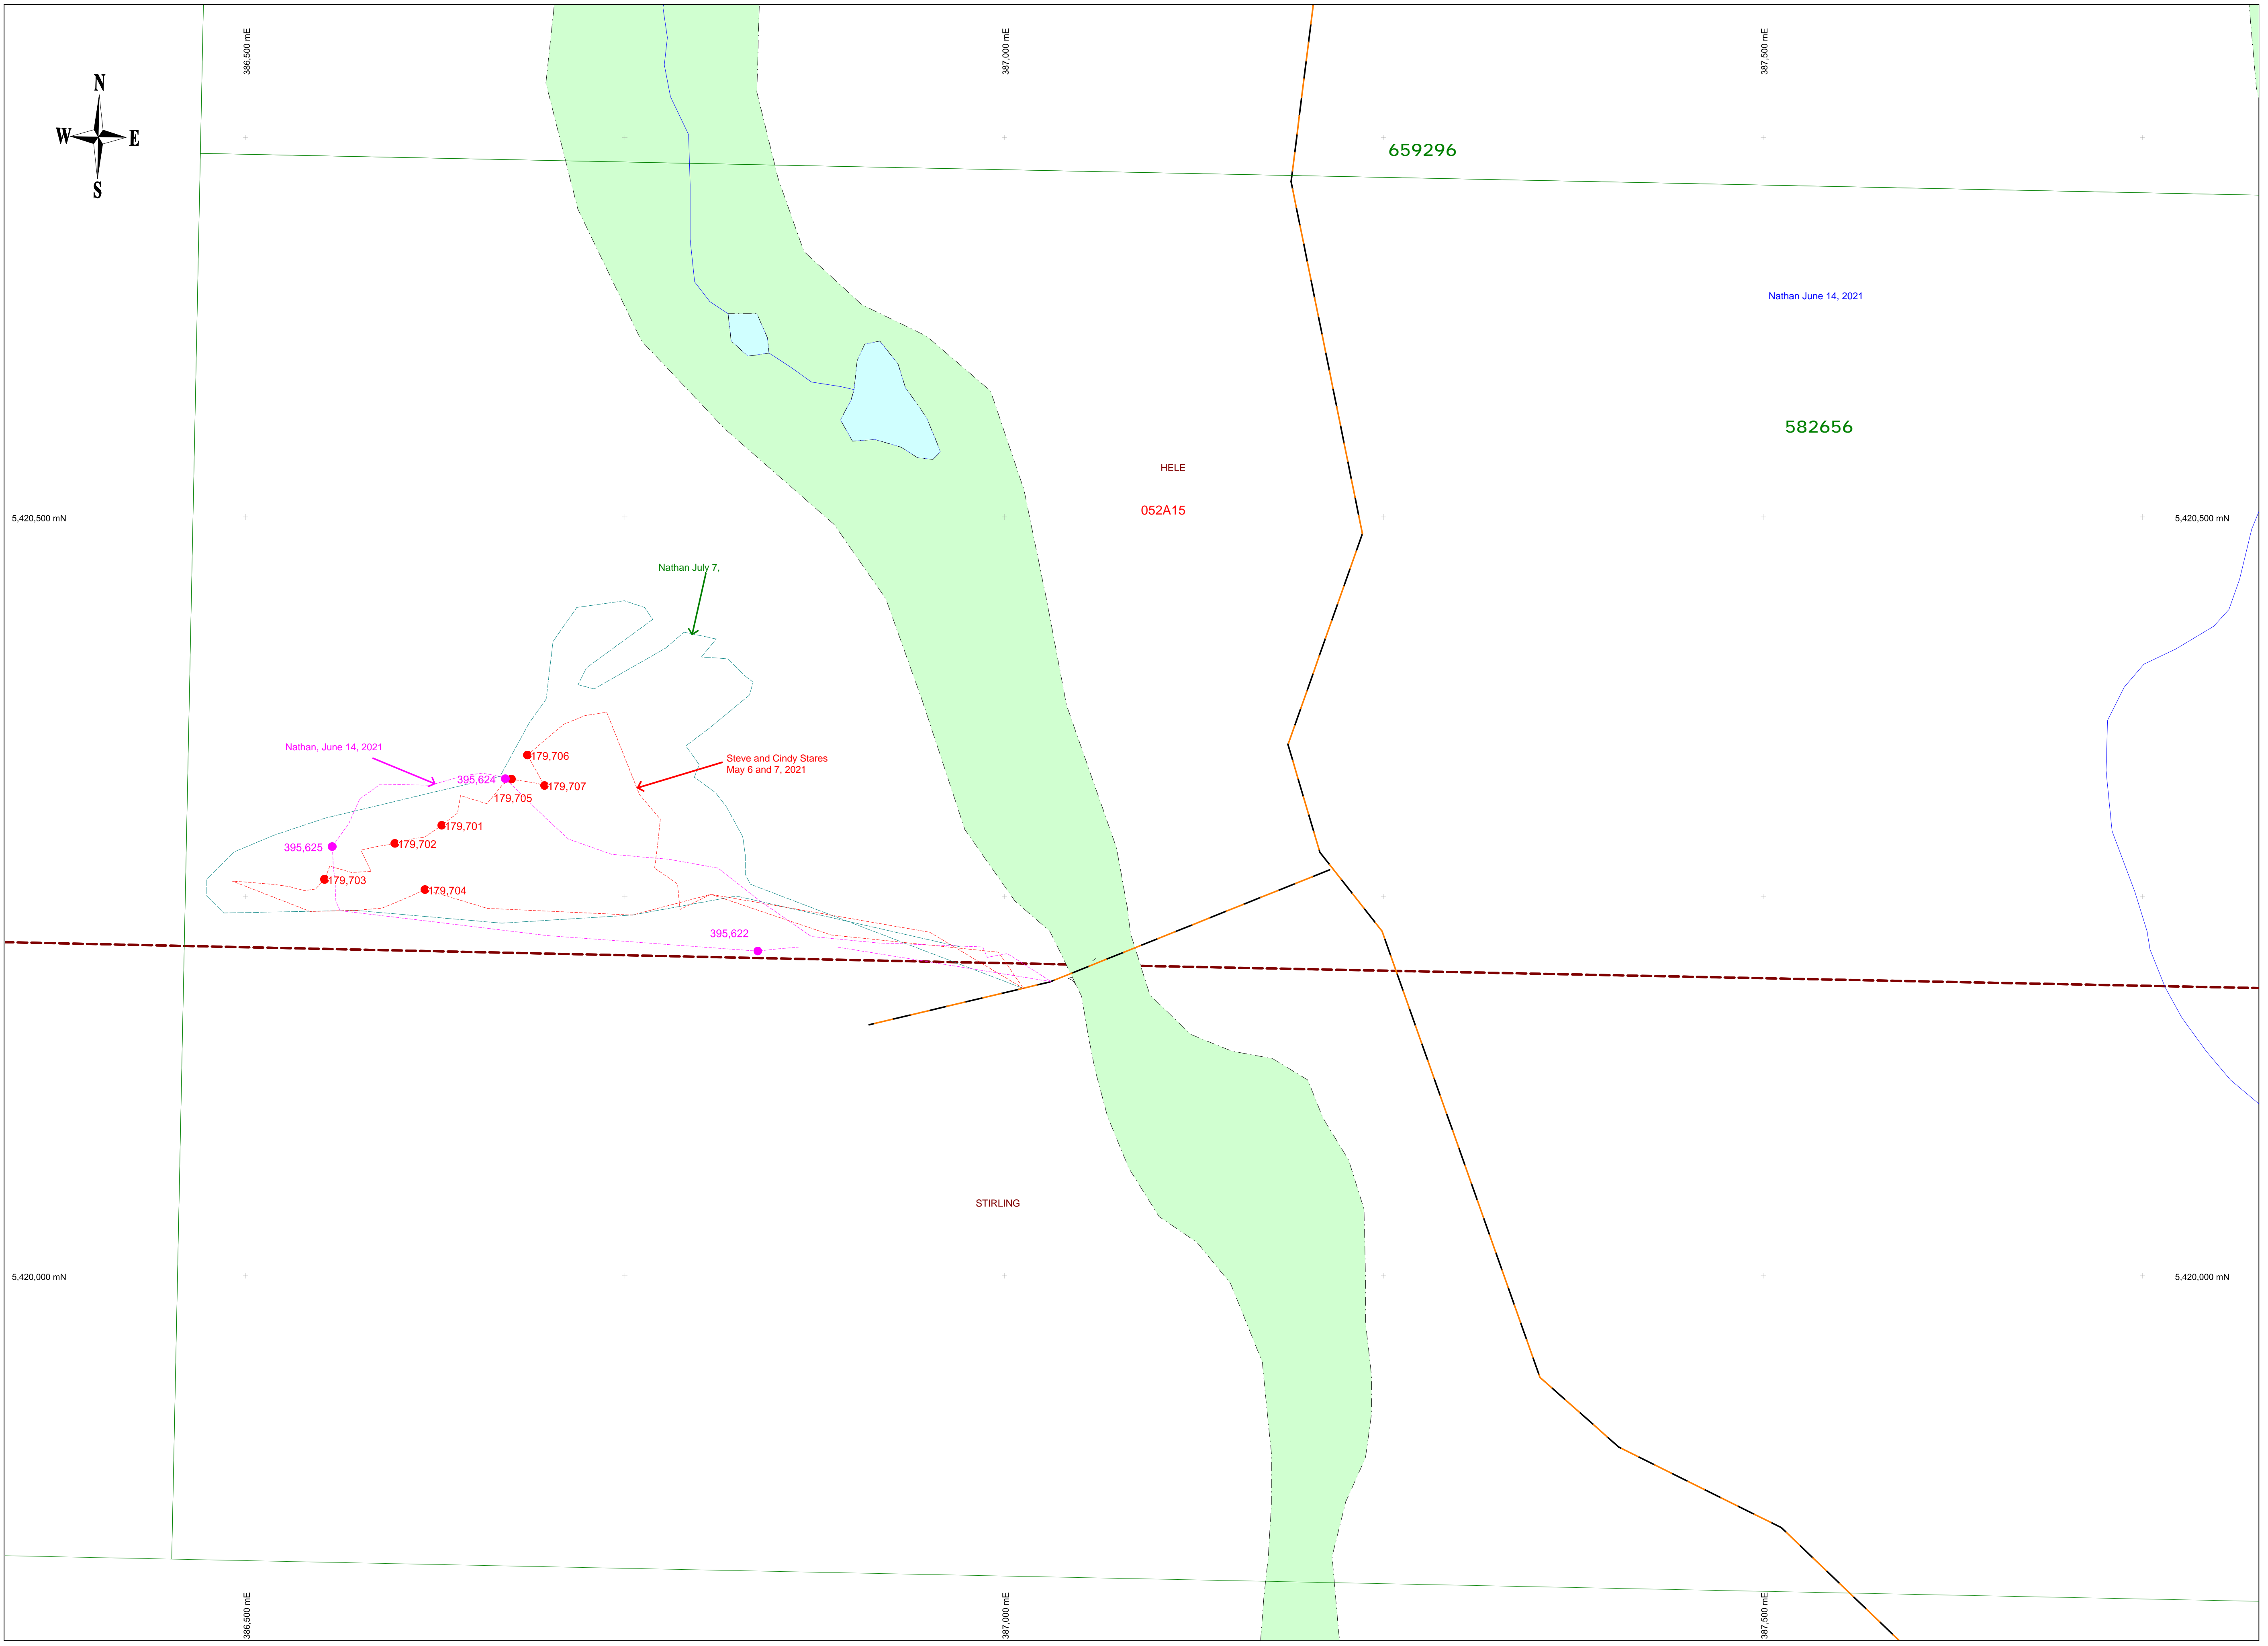 386,500 mE
387,000 mE
387,500 mE
N
W E
S
659296
Nathan June 14, 2021
582656
HELE
052A15
5,420,500 mN
5,420,500 mN
Nathan July 7,
Nathan, June 14, 2021
Steve and Cindy Stares
May 6 and 7, 2021
179,706
395,624
179,707
179,705
179,701
179,702
395,625
179,703
179,704
395,622
STIRLING
5,420,000 mN
5,420,000 mN
386,500 mE
387,000 mE
387,500 mE